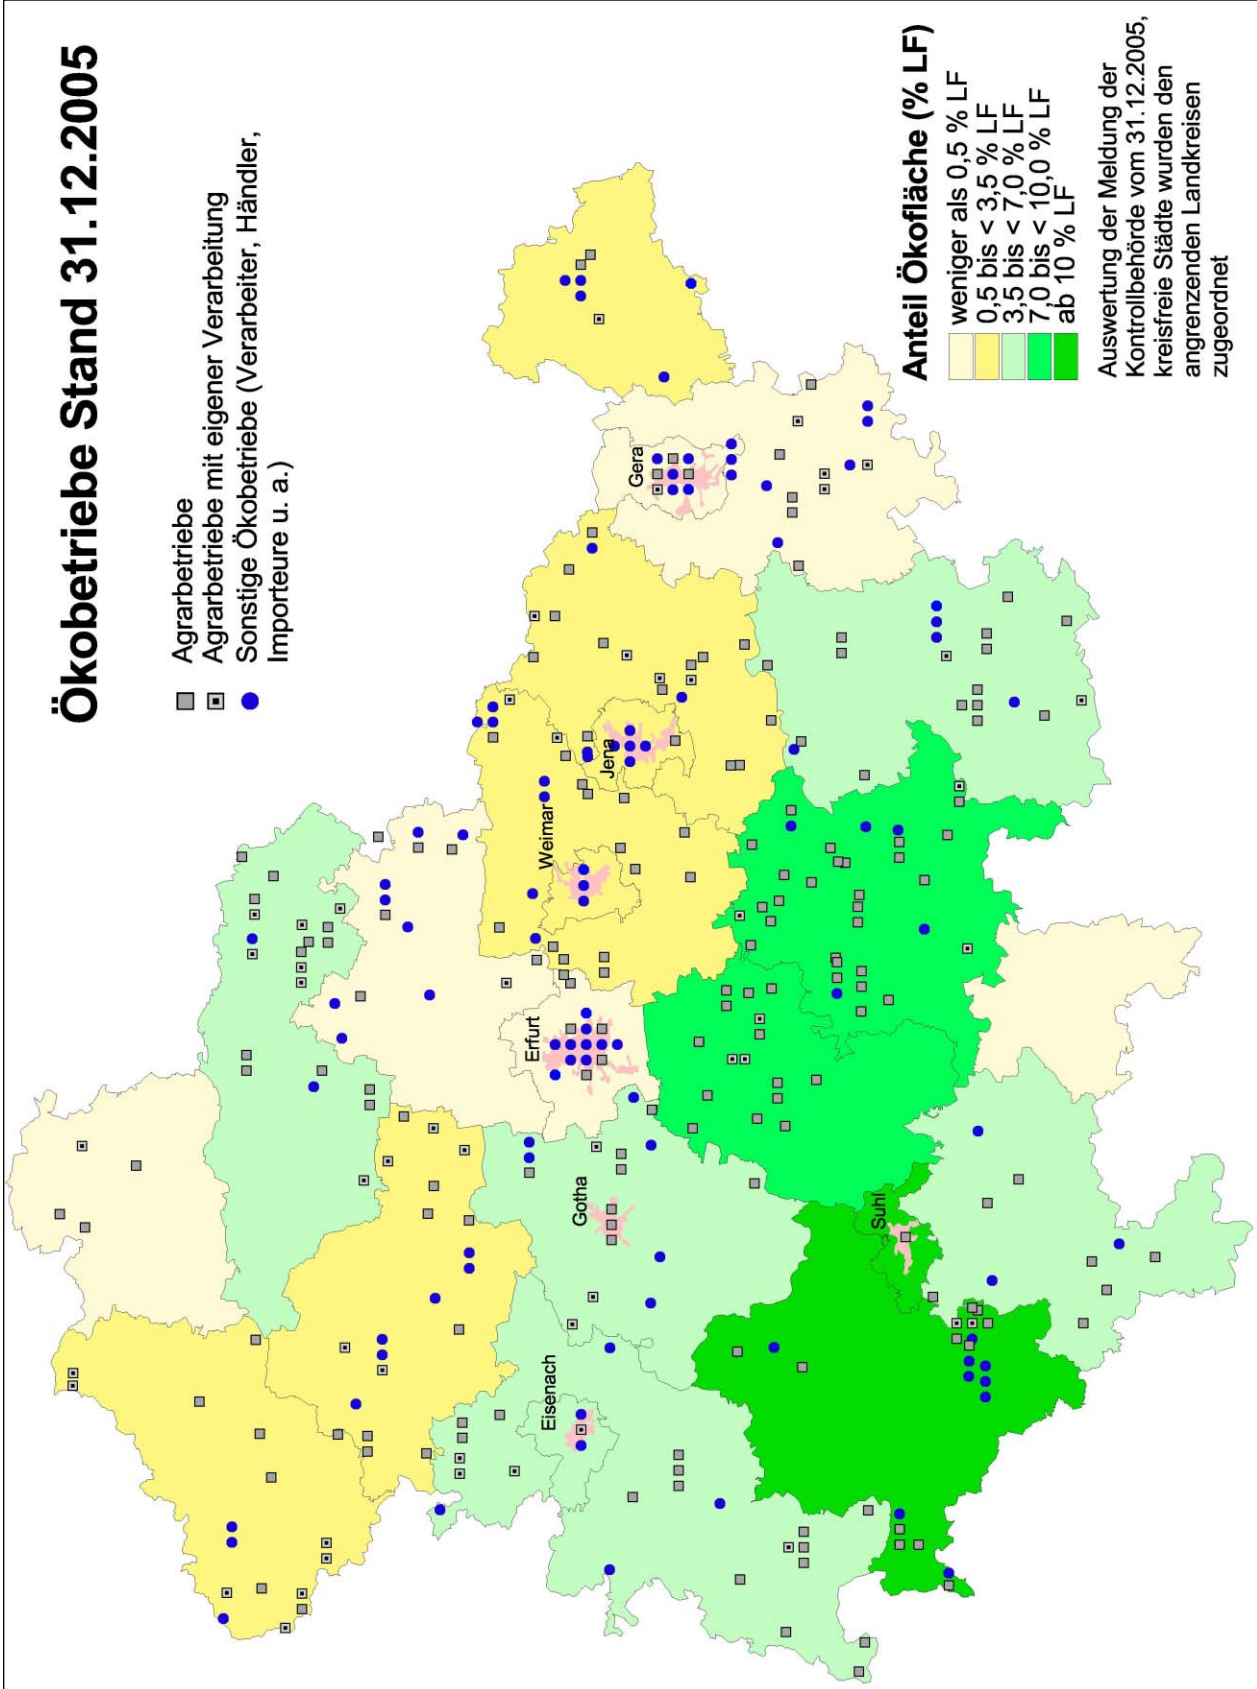 Ökobetriebe Stand 31.12.2005
Agrarbetriebe
Agrarbetriebe mit eigener Verarbeitung
Sonstige Ökobetriebe (Verarbeiter, Händler,
Importeure u. a.)
Erfurt
Weimar
Jena
Gera
Gotha
Eisenach
Suhl
Anteil Ökofläche (% LF)
weniger als 0,5 % LF
0,5 bis < 3,5 % LF
3,5 bis < 7,0 % LF
7,0 bis < 10,0 % LF
ab 10 % LF
Auswertung der Meldung der
Kontrollbehörde vom 31.12.2005,
kreisfreie Städte wurden den
angrenzenden Landkreisen
zugeordnet